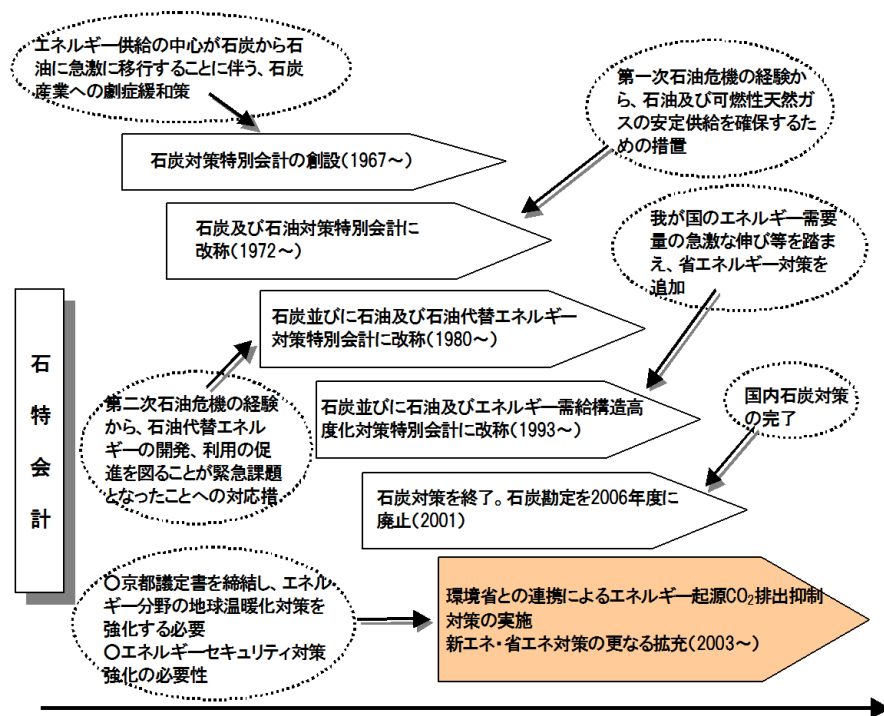 エネルギー供給の中心が石炭から石
油に急激に移行することに伴う、石炭
産業への劇症緩和策
第一次石油危機の経験か
ら、石油及び可燃性天然ガ
スの安定供給を確保するた
めの措置
石炭対策特別会計の創設(1967～)
石炭及び石油対策特別会計に
改称(1972～)
我が国のエネルギー需要
量の急激な伸び等を踏ま
え、省エネルギー対策を
追加
石炭並びに石油及び石油代替エネルギー
対策特別会計に改称(1980～)
石特会計
第二次石油危機の経験
から、石油代替エネル
ギーの開発、利用の促
進を図ることが緊急課題
となったことへの対応措
石炭並びに石油及びエネルギー需給構造高
度化対策特別会計に改称(1993～)
国内石炭対策
の完了
石炭対策を終了。石炭勘定を2006年度に
廃止(2001)
○京都議定書を締結し、エネル
ギー分野の地球温暖化対策を
強化する必要
○エネルギーセキュリティ対策
強化の必要性
環境省との連携によるエネルギー起源CO₂排出抑制
対策の実施
新エネ・省エネ対策の更なる拡充(2003～)